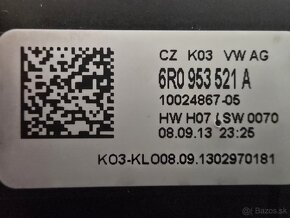 CZ K03 VW AG
6R0 953 521 A
10024867-05
HW H07 / SW 0070
08.09.13 23:25
K03-KLO08.09.1302970181
bazos.sk